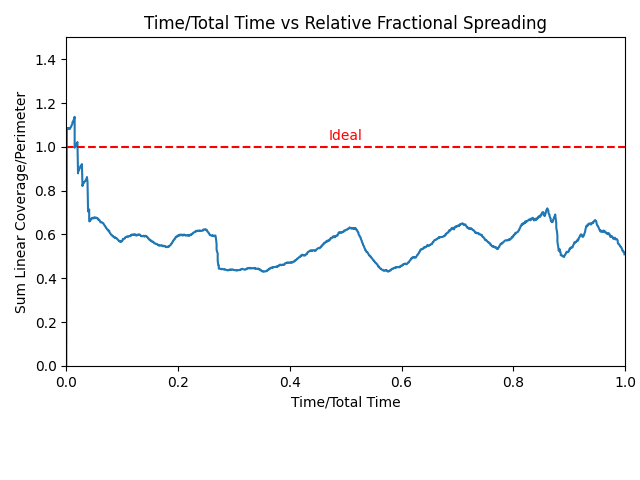 Time/Total Time vs Relative Fractional Spreading
Sum Linear Coverage/Perimeter
1.4
1.2
1.0
0.8
0.6
0.4
0.2
0.0
Ideal
0.0 0.2 0.4 0.6 0.8 1.0
Time/Total Time